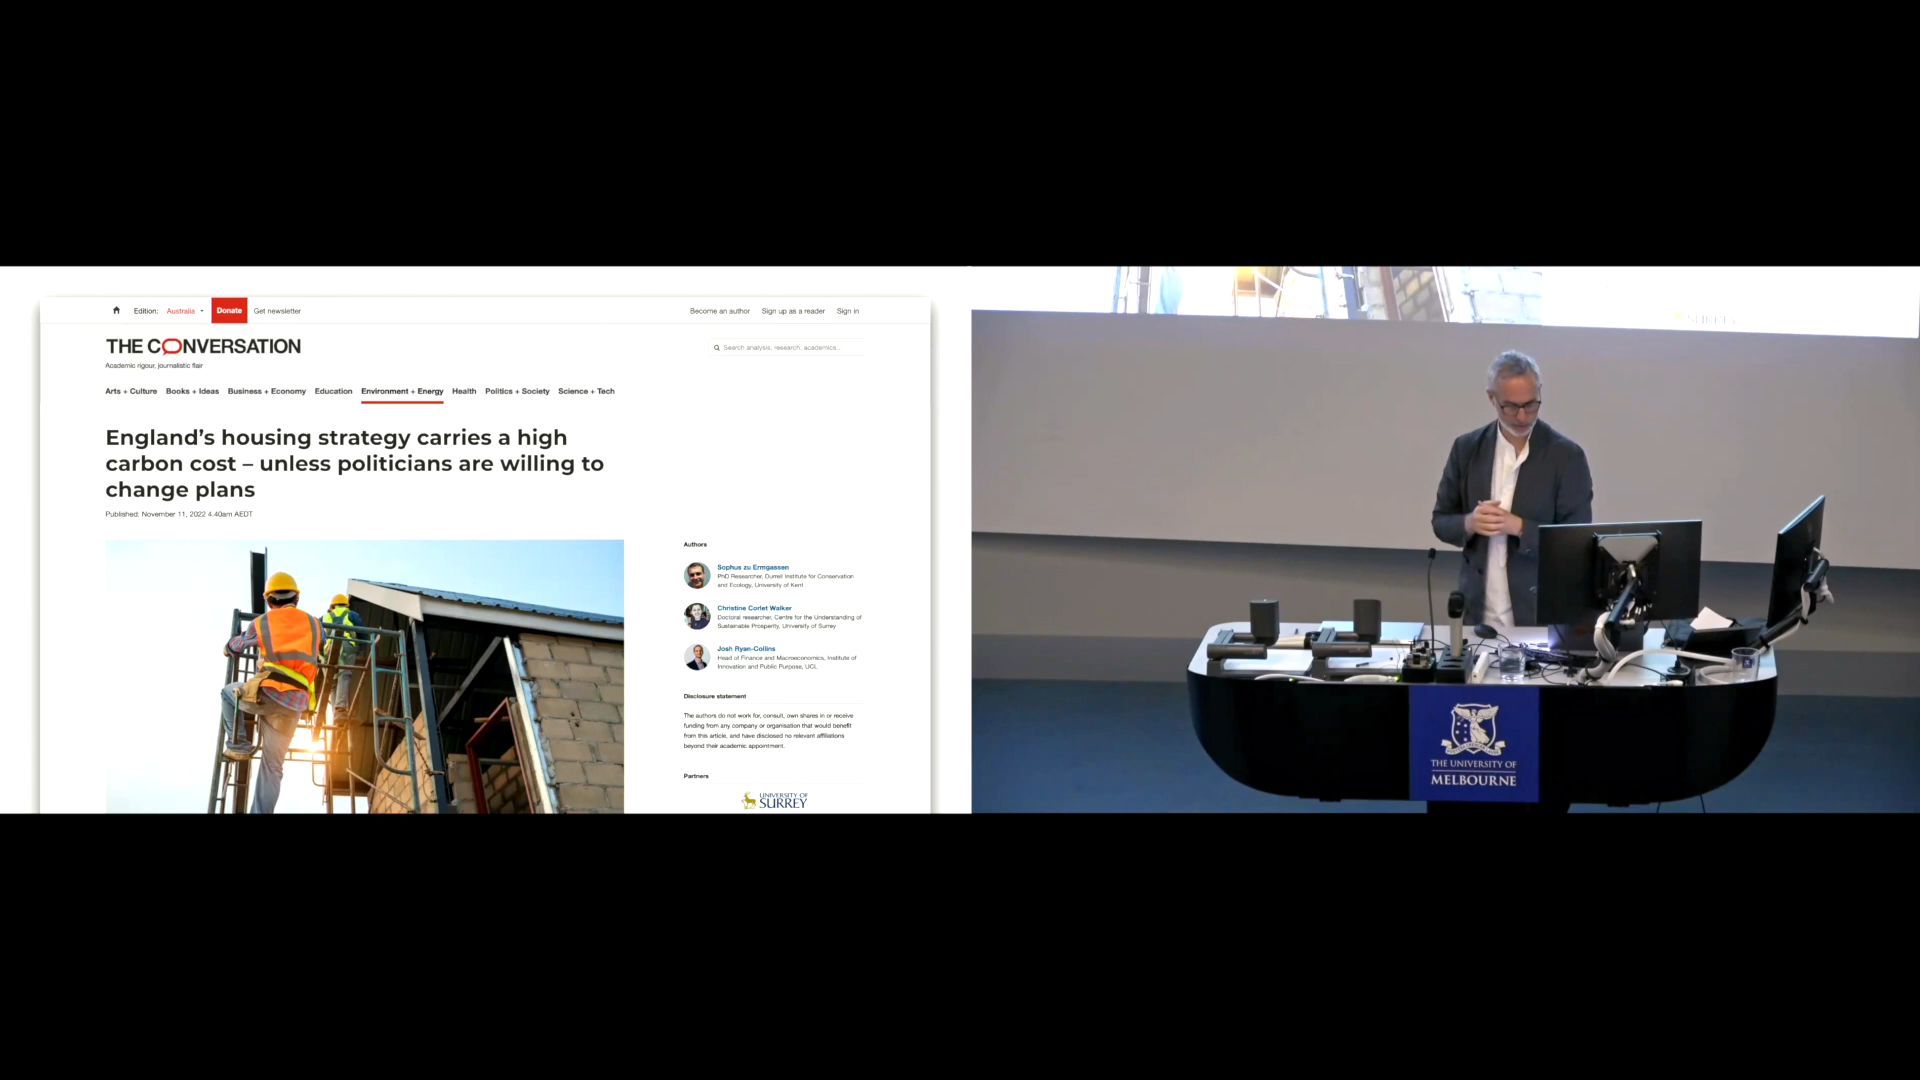 Edition: Australia Donate Get newsletter Become an author Sign up as a reader Sign in
THE CONVERSATION
Search analysis, research, academics…
Academic rigour, journalistic flair
Arts + Culture Books + Ideas Business + Economy Education Environment + Energy Health Politics + Society Science + Tech
England’s housing strategy carries a high
carbon cost – unless politicians are willing to
change plans
Published: November 11, 2022 4.40am AEDT
Authors
Sophus zu Ermgassen
PhD Researcher, Durrell Institute for Conservation
and Ecology, University of Kent
Christine Corlet Walker
Doctoral researcher, Centre for the Understanding of
Sustainable Prosperity, University of Surrey
Josh Ryan-Collins
Head of Finance and Macroeconomics, Institute of
Innovation and Public Purpose, UCL
Disclosure statement
The authors do not work for, consult, own shares in or receive
funding from any company or organisation that would benefit
from this article, and have disclosed no relevant affiliations
beyond their academic appointment.
Partners
UNIVERSITY OF
SURREY
THE UNIVERSITY OF
MELBOURNE